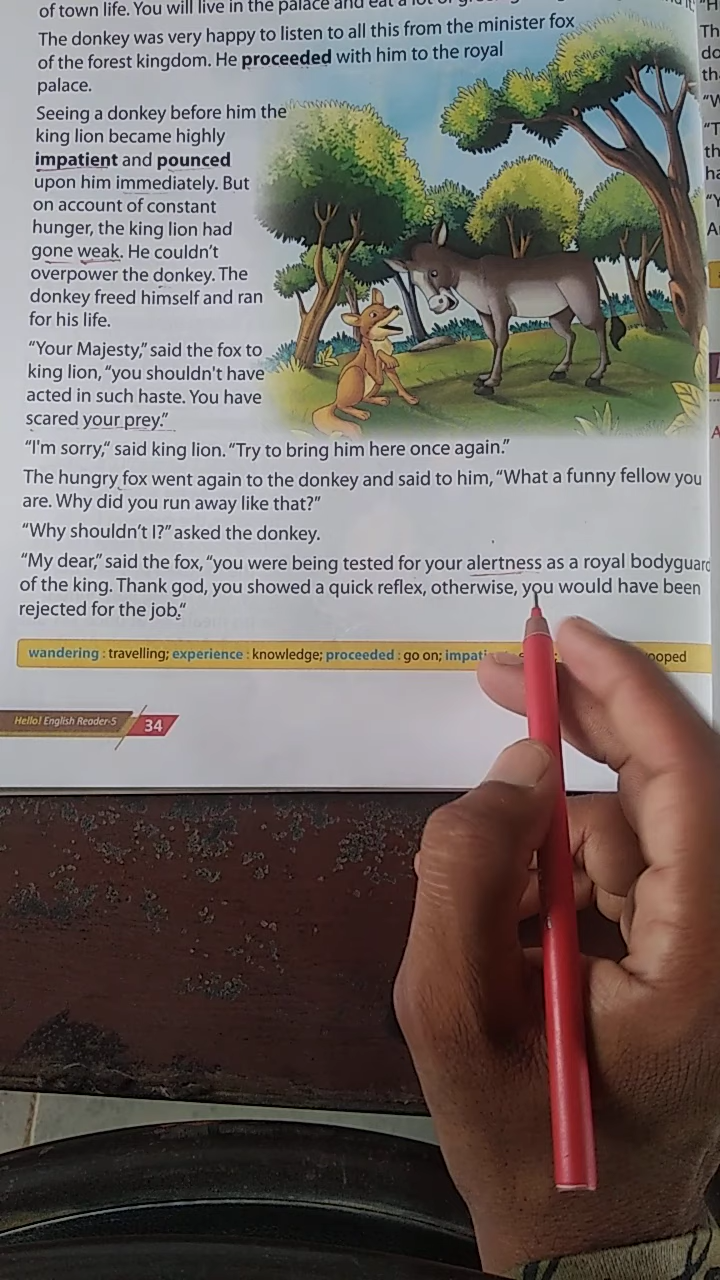 of town life. You will live in the palace and eat a lot of
The donkey was very happy to listen to all this from the minister fox
of the forest kingdom. He proceeded with him to the royal
palace.
Seeing a donkey before him the
king lion became highly
impatient and pounced
upon him immediately. But
on account of constant
hunger, the king lion had
gone weak. He couldn't
overpower the donkey. The
donkey freed himself and ran
for his life.
"Your Majesty," said the fox to
king lion, "you shouldn't have
acted in such haste. You have
scared your prey."
"I'm sorry," said king lion. "Try to bring him here once again."
The hungry fox went again to the donkey and said to him, "What a funny fellow you
are. Why did you run away like that?"
"Why shouldn't I?" asked the donkey.
"My dear," said the fox, "you were being tested for your alertness as a royal bodyguard
of the king. Thank god, you showed a quick reflex, otherwise, you would have been
rejected for the job."
wandering : travelling; experience : knowledge; proceeded : go on;
Hello! English Reader-5
34